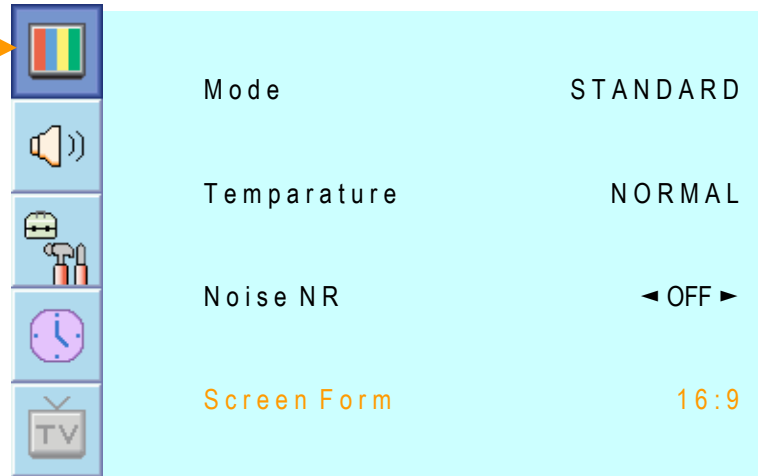 Mode STANDARD
Temparature NORMAL
Noise NR ◄ OFF ►
Screen Form 16:9
TV